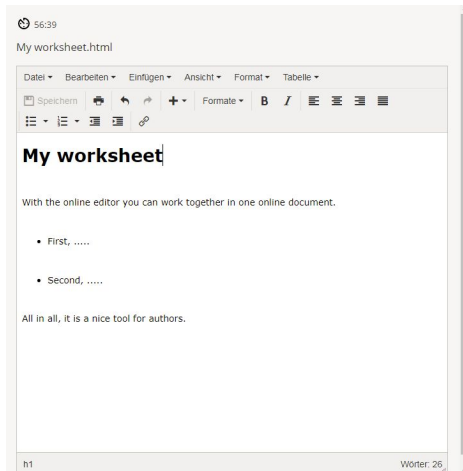 56:39
My worksheet.html
Datei Bearbeiten Einfügen Ansicht Format Tabelle
Speichern Formate B I
My worksheet
With the online editor you can work together in one online document.
• First, .....
• Second, .....
All in all, it is a nice tool for authors.
h1 Wörter: 26